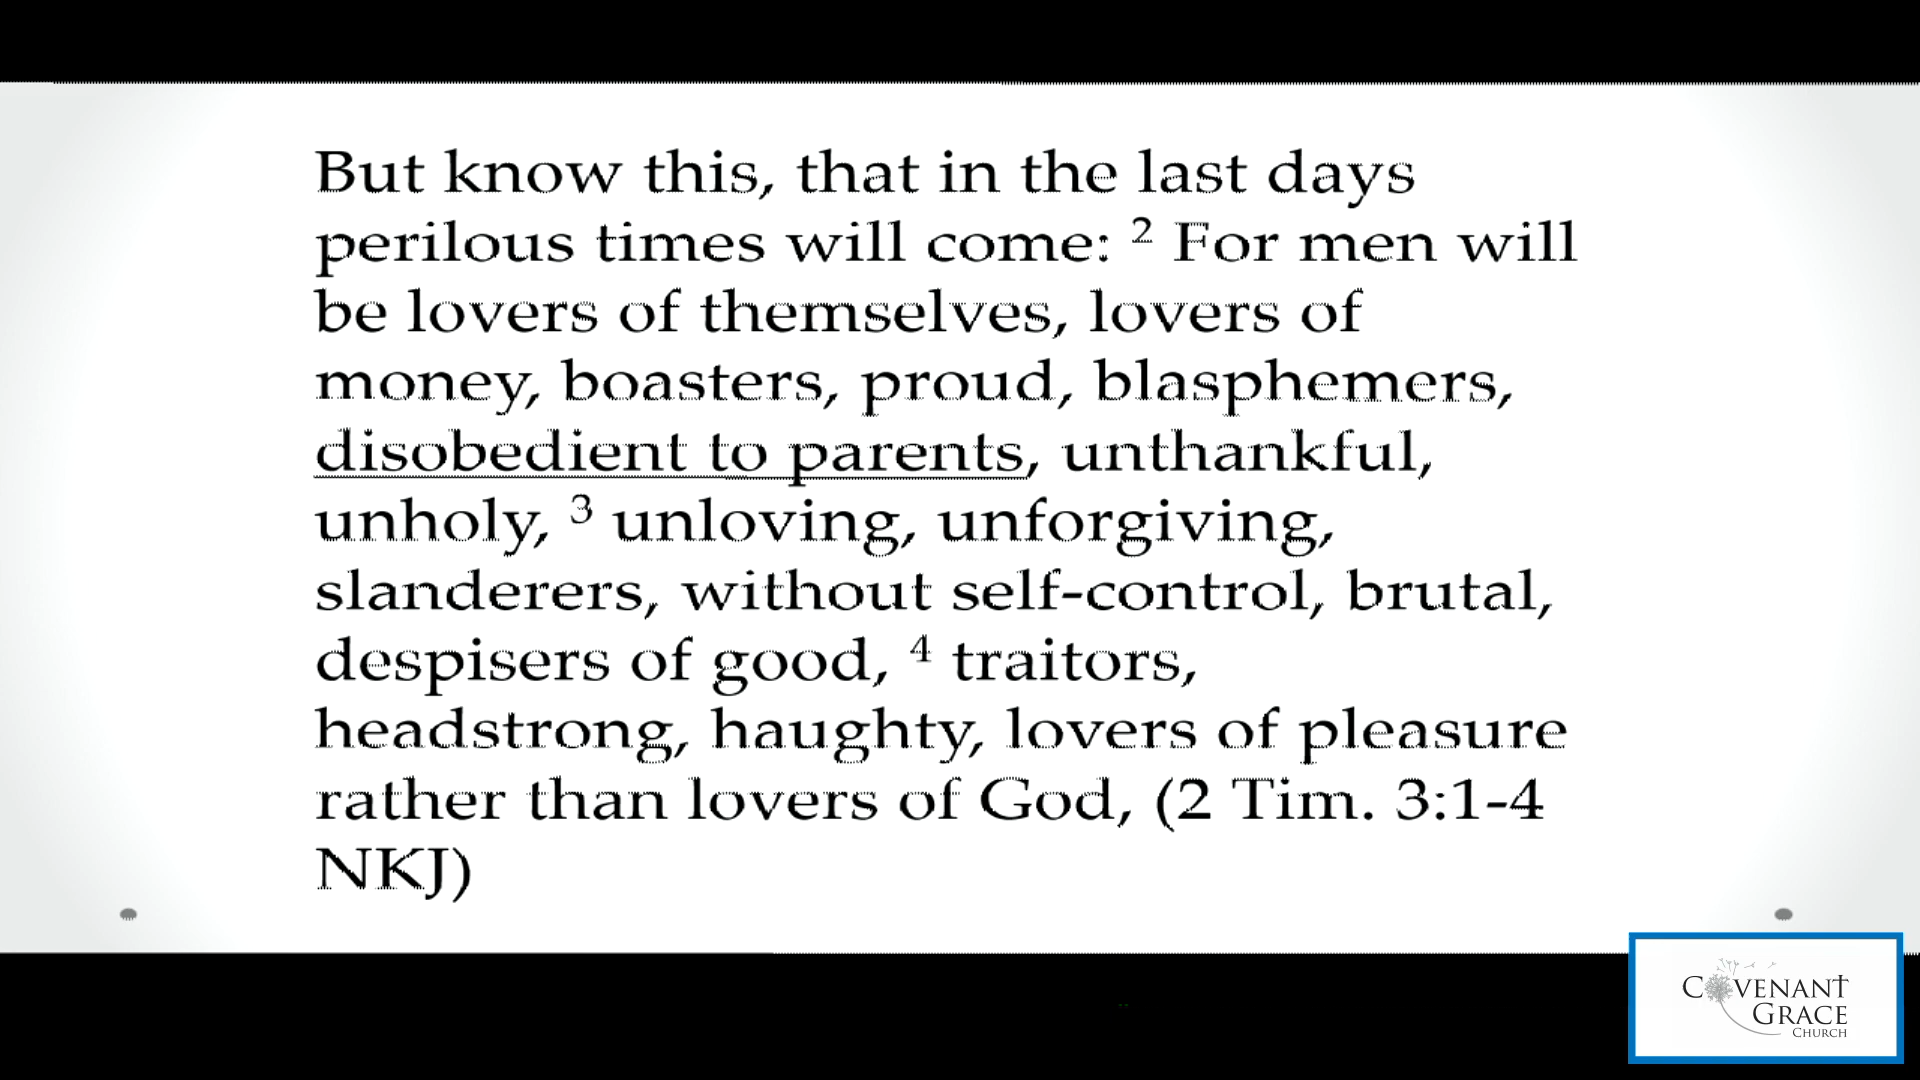 But know this, that in the last days
perilous times will come: ² For men will
be lovers of themselves, lovers of
money, boasters, proud, blasphemers,
disobedient to parents, unthankful,
unholy, ³ unloving, unforgiving,
slanderers, without self-control, brutal,
despisers of good, ⁴ traitors,
headstrong, haughty, lovers of pleasure
rather than lovers of God, (2 Tim. 3:1-4
NKJ)
COVENANT
GRACE
CHURCH